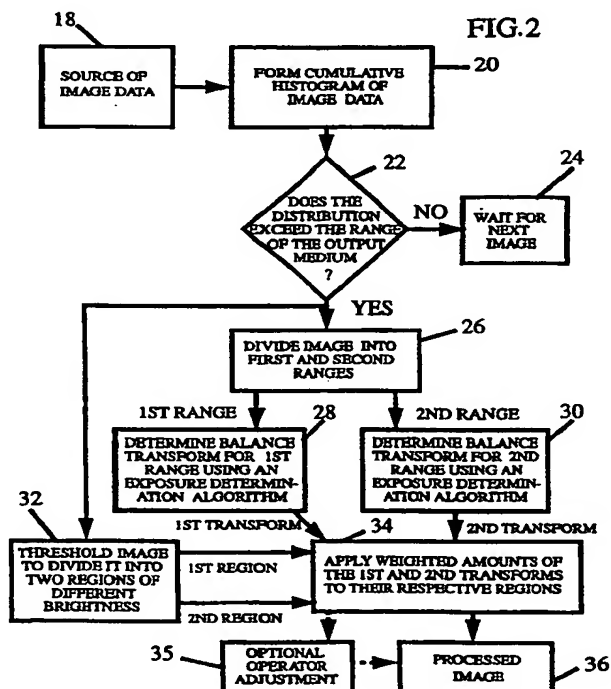 FIG.2
18
SOURCE OF
IMAGE DATA
20
FORM CUMULATIVE
HISTOGRAM OF
IMAGE DATA
22
DOES THE
DISTRIBUTION
EXCEED THE RANGE
OF THE OUTPUT
MEDIUM
?
NO
24
WAIT FOR
NEXT
IMAGE
YES
26
DIVIDE IMAGE INTO
FIRST AND SECOND
RANGES
1ST RANGE
28
2ND RANGE
30
DETERMINE BALANCE
TRANSFORM FOR 1ST
RANGE USING AN
EXPOSURE DETERMIN-
ATION ALGORITHM
DETERMINE BALANCE
TRANSFORM FOR 2ND
RANGE USING AN
EXPOSURE DETERMIN-
ATION ALGORITHM
32
1ST TRANSFORM
34
2ND TRANSFORM
THRESHOLD IMAGE
TO DIVIDE IT INTO
TWO REGIONS OF
DIFFERENT
BRIGHTNESS
1ST REGION
2ND REGION
APPLY WEIGHTED AMOUNTS OF
THE 1ST AND 2ND TRANSFORMS
TO THEIR RESPECTIVE REGIONS
35
OPTIONAL
OPERATOR
ADJUSTMENT
PROCESSED
IMAGE
36